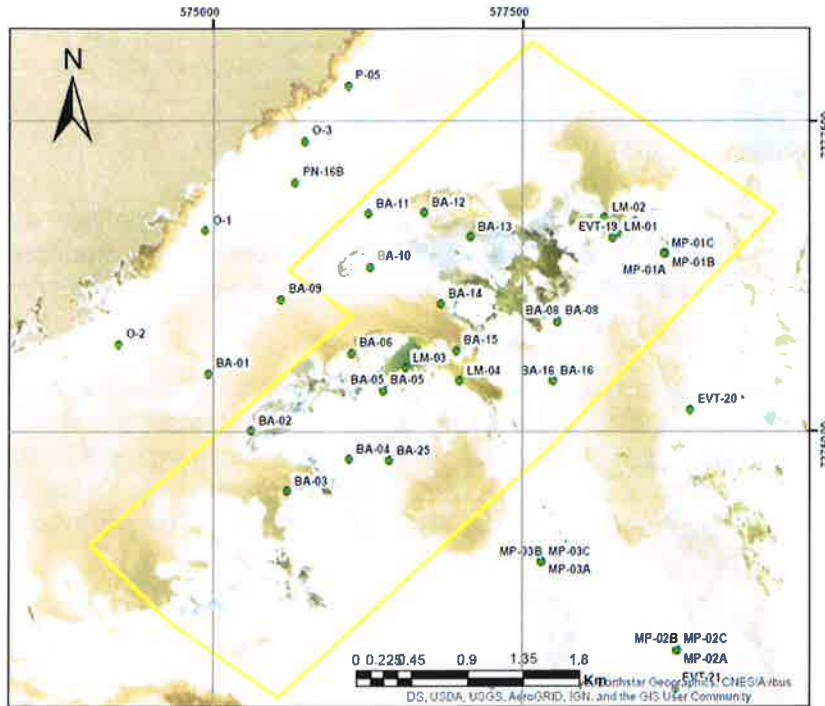 575000 577500
N
P-05
O-3
PN-16B
BA-11 BA-12
LM-02
O-1
BA-13
EVT-19 LM-01
MP-01C
BA-10
MP-01A MP-01B
BA-09
BA-14
BA-08 BA-08
O-2
BA-06
BA-15
BA-01
LM-03
BA-05 BA-05
LM-04
BA-16 BA-16
EVT-20
BA-02
BA-04 BA-25
BA-03
MP-03B MP-03C
MP-03A
MP-02B MP-02C
MP-02A
0 0.225 0.45 0.9 1.35 1.8
Km
EVT-21
Earthstar Geographics, CNES/Airbus
DS, USDA, USGS, AeroGRID, IGN, and the GIS User Community